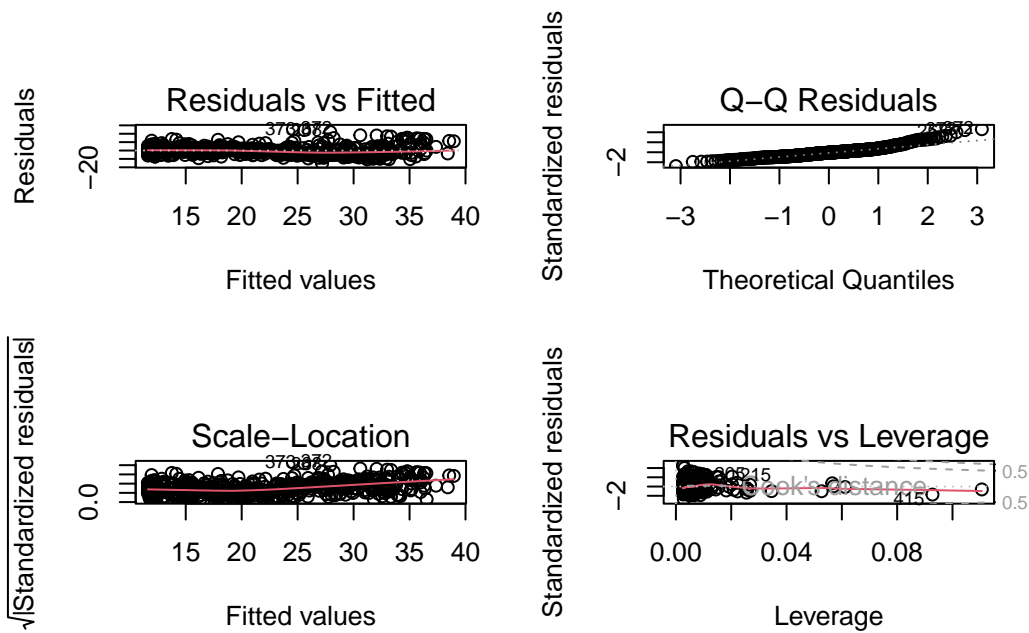 Residuals vs Fitted
Residuals
−20
15 20 25 30 35 40
Fitted values
Q−Q Residuals
Standardized residuals
−2
−3 −1 0 1 2 3
Theoretical Quantiles
Scale−Location
√|Standardized residuals|
0.0
15 20 25 30 35 40
Fitted values
Residuals vs Leverage
Standardized residuals
−2
215
Cook's distance
415
0.5
0.5
0.00 0.04 0.08
Leverage